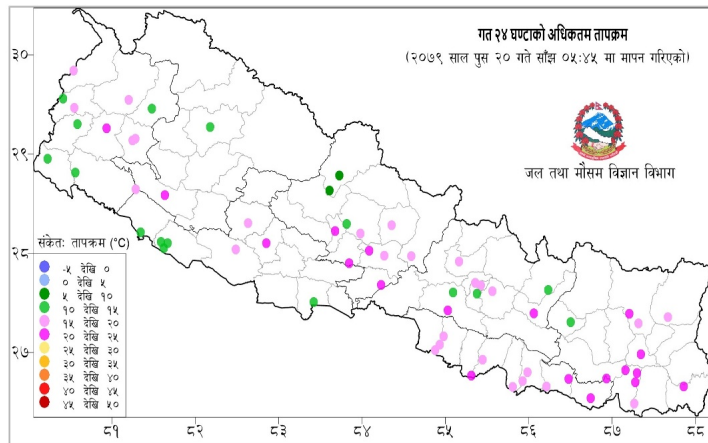 गत २४ घण्टाको अधिकतम तापक्रम
(२०७९ साल पुस २० गते साँझ ०५:४५ मा मापन गरिएको)
जल तथा मौसम विज्ञान विभाग
३०
२९
२८
२७
संकेतः तापक्रम (°C)
-५ देखि ०
० देखि ५
५ देखि १०
१० देखि १५
१५ देखि २०
२० देखि २५
२५ देखि ३०
३० देखि ३५
३५ देखि ४०
४० देखि ४५
४५ देखि ५०
८१ ८२ ८३ ८४ ८५ ८६ ८७ ८८